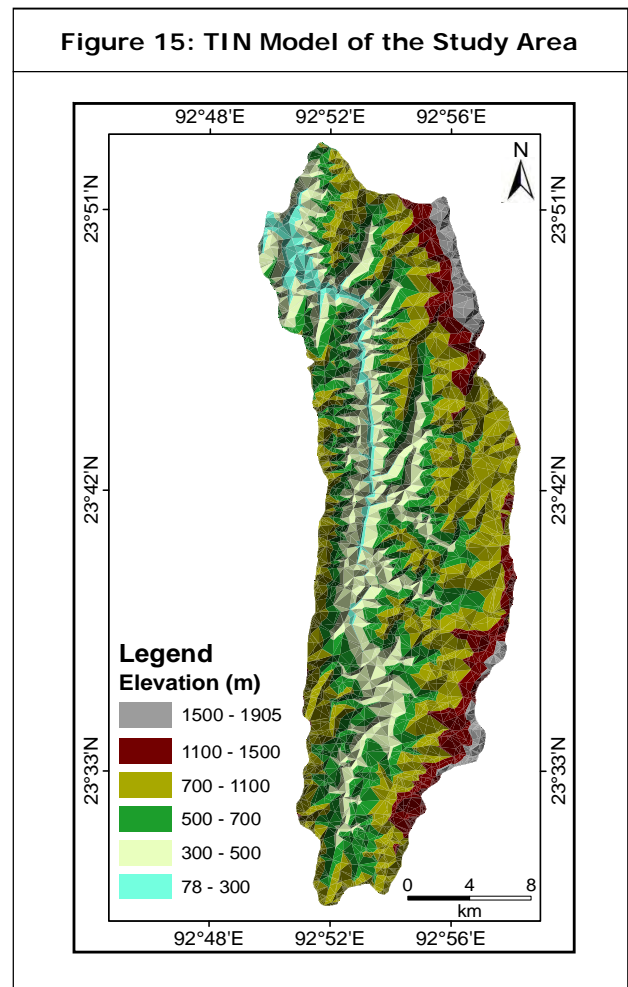 Figure 15: TIN Model of the Study Area
92°48'E 92°52'E 92°56'E
N
23°51'N 23°51'N
23°42'N 23°42'N
23°33'N 23°33'N
Legend
Elevation (m)
1500 - 1905
1100 - 1500
700 - 1100
500 - 700
300 - 500
78 - 300
0 4 8
km
92°48'E 92°52'E 92°56'E